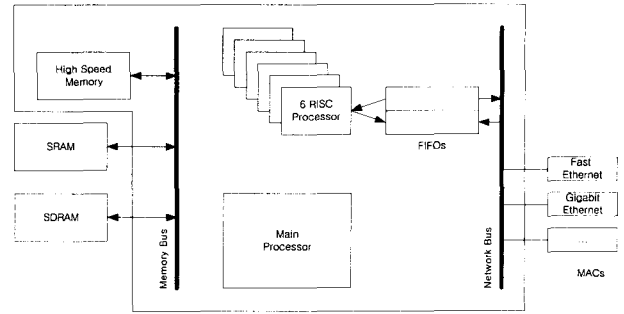 High Speed
Memory
SRAM
SDRAM
Memory Bus
6 RISC
Processor
FIFOs
Main
Processor
Network Bus
Fast
Ethernet
Gigabit
Ethernet
...
MACs